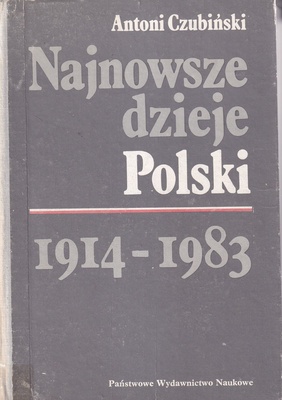 Antoni Czubiński
Najnowsze
dzieje
Polski
1914-1983
Państwowe Wydawnictwo Naukowe